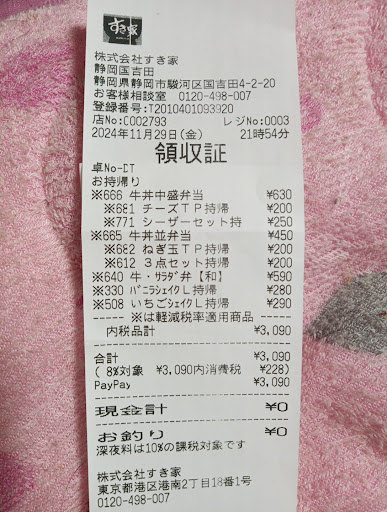 すき家
株式会社すき家
静岡国吉田
静岡県静岡市駿河区国吉田4-2-20
お客様相談室 0120-498-007
登録番号:T2010401093920
店No:C002793 レジNo:0003
2024年11月29日(金) 21時54分
領収証
卓No-DT
お持帰り
※666 牛丼中盛弁当 ¥630
※681 チーズTP持帰 ¥200
※771 シーザーセット持 ¥250
※665 牛丼並弁当 ¥450
※682 ねぎ玉TP持帰 ¥200
※612 3点セット持帰 ¥200
※640 牛・サラダ弁【和】 ¥590
※330 バニラシェイクL持帰 ¥280
※508 いちごシェイクL持帰 ¥290
----- ※は軽減税率適用商品 -----
内税品計 ¥3,090
合計 ¥3,090
( 8%対象 ¥3,090内消費税 ¥228)
PayPay ¥3,090
現金計 ¥0
お釣り ¥0
深夜料は10%の課税対象です
株式会社すき家
東京都港区港南2丁目18番1号
0120-498-007